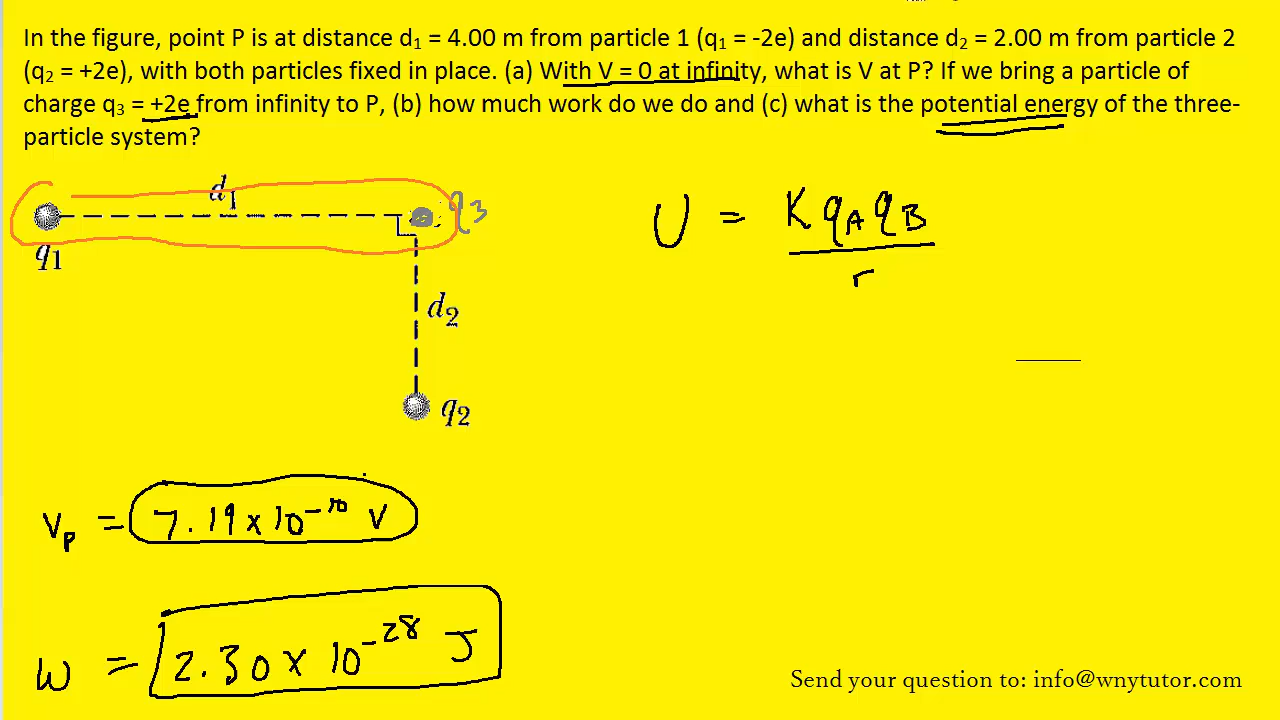 In the figure, point P is at distance d₁ = 4.00 m from particle 1 (q₁ = -2e) and distance d₂ = 2.00 m from particle 2
(q₂ = +2e), with both particles fixed in place. (a) With V = 0 at infinity, what is V at P? If we bring a particle of
charge q₃ = +2e from infinity to P, (b) how much work do we do and (c) what is the potential energy of the three-
particle system?
d₁
q₃
q₁
U = K qA qB
r
d₂
q₂
Vₚ = 7.19 x 10⁻¹⁰ V
W = 2.30 x 10⁻²⁸ J
Send your question to: info@wnytutor.com